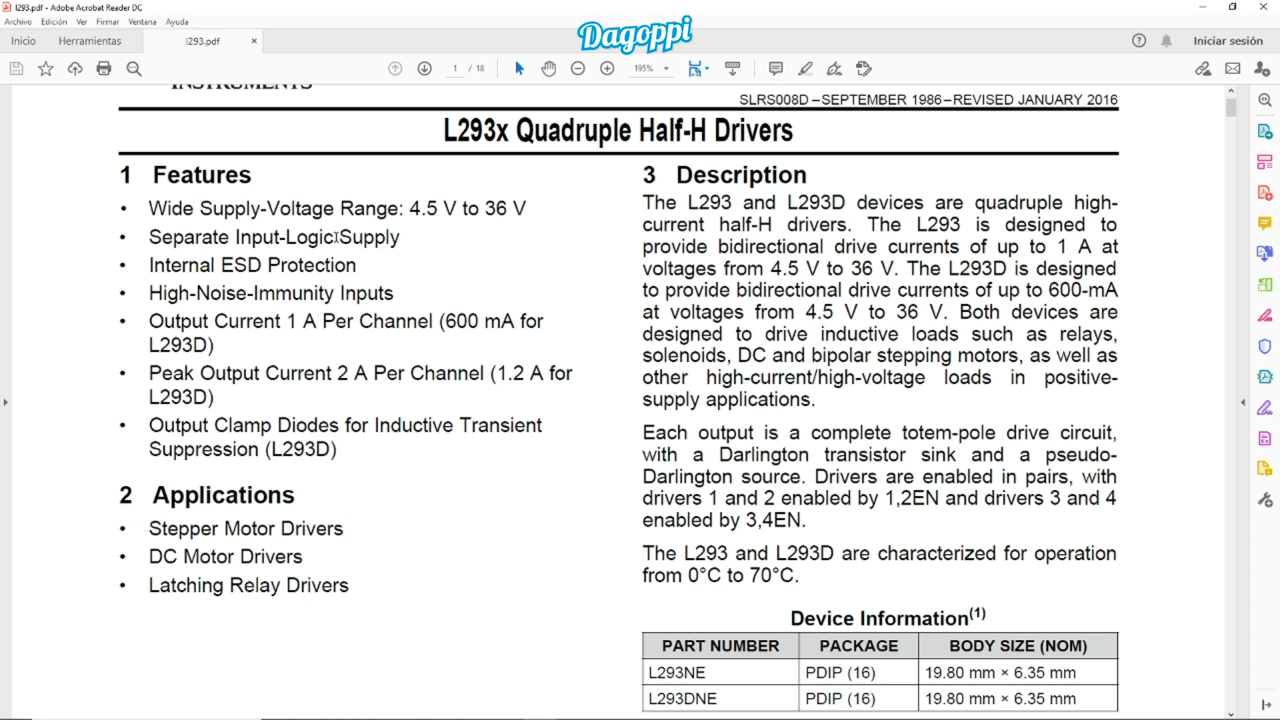 l293.pdf - Adobe Acrobat Reader DC
Archivo Edición Ver Firmar Ventana Ayuda
Dagoppi
Inicio Herramientas l293.pdf × Iniciar sesión
1 / 18 195%
INSTRUMENTS
SLRS008D – SEPTEMBER 1986 – REVISED JANUARY 2016
L293x Quadruple Half-H Drivers
1 Features
• Wide Supply-Voltage Range: 4.5 V to 36 V
• Separate Input-Logic Supply
• Internal ESD Protection
• High-Noise-Immunity Inputs
• Output Current 1 A Per Channel (600 mA for
L293D)
• Peak Output Current 2 A Per Channel (1.2 A for
L293D)
• Output Clamp Diodes for Inductive Transient
Suppression (L293D)
2 Applications
• Stepper Motor Drivers
• DC Motor Drivers
• Latching Relay Drivers
3 Description
The L293 and L293D devices are quadruple high-
current half-H drivers. The L293 is designed to
provide bidirectional drive currents of up to 1 A at
voltages from 4.5 V to 36 V. The L293D is designed
to provide bidirectional drive currents of up to 600-mA
at voltages from 4.5 V to 36 V. Both devices are
designed to drive inductive loads such as relays,
solenoids, DC and bipolar stepping motors, as well as
other high-current/high-voltage loads in positive-
supply applications.
Each output is a complete totem-pole drive circuit,
with a Darlington transistor sink and a pseudo-
Darlington source. Drivers are enabled in pairs, with
drivers 1 and 2 enabled by 1,2EN and drivers 3 and 4
enabled by 3,4EN.
The L293 and L293D are characterized for operation
from 0°C to 70°C.
Device Information(1)
PART NUMBER PACKAGE BODY SIZE (NOM)
L293NE PDIP (16) 19.80 mm × 6.35 mm
L293DNE PDIP (16) 19.80 mm × 6.35 mm